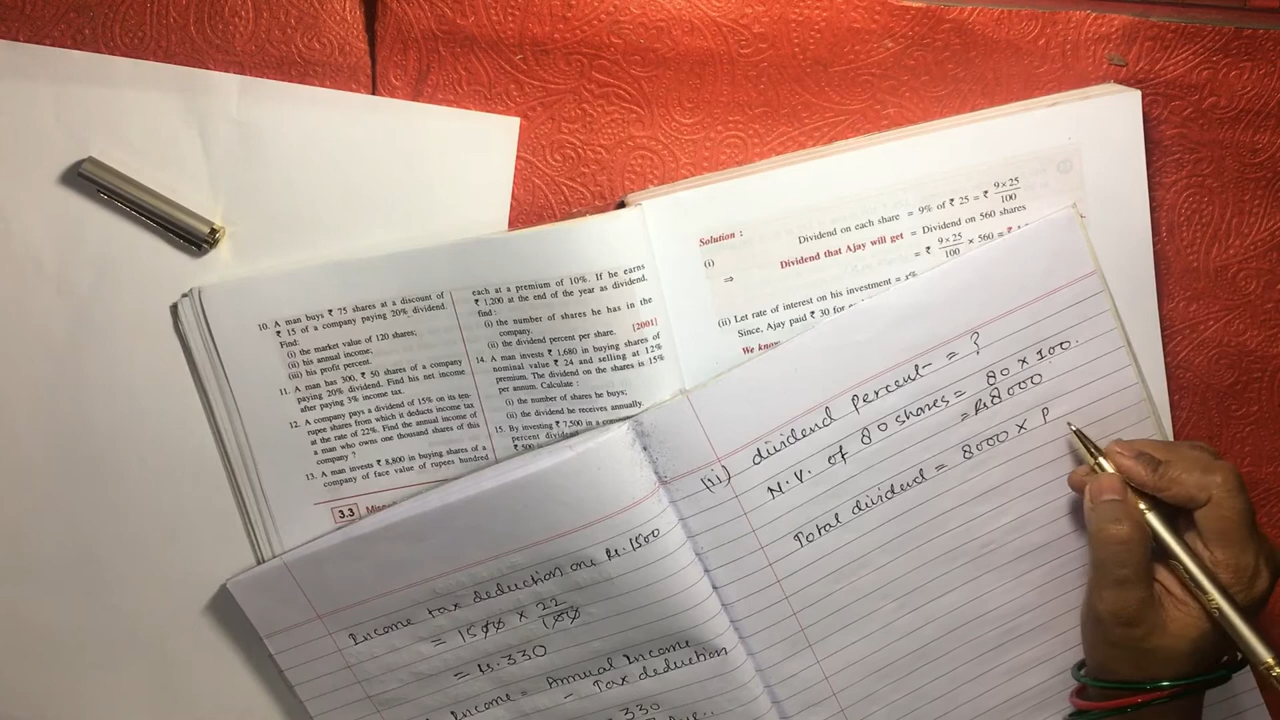 10. A man buys ₹ 75 shares at a discount of
₹ 15 of a company paying 20% dividend.
Find:
(i) the market value of 120 shares;
(ii) his annual income;
(iii) his profit percent.
11. A man has 300, ₹ 50 shares of a company
paying 20% dividend. Find his net income
after paying 3% income tax.
12. A company pays a dividend of 15% on its ten-
rupee shares from which it deducts income tax
at the rate of 22%. Find the annual income of
a man who owns one thousand shares of this
company ?
13. A man invests ₹ 8,800 in buying shares of a
company of face value of rupees hundred
each at a premium of 10%. If he earns
₹ 1,200 at the end of the year as dividend.
find :
(i) the number of shares he has in the
company.
(ii) the dividend percent per share. [2001]
14. A man invests ₹ 1,680 in buying shares of
nominal value ₹ 24 and selling at 12%
premium. The dividend on the shares is 15%
per annum. Calculate :
(i) the number of shares he buys;
(ii) the dividend he receives annually.
15. By investing ₹ 7,500 in a
percent
₹ 500
3.3
Solution :
(i) Dividend on each share = 9% of ₹ 25 = ₹ 9 × 25 / 100
⇒ Dividend that Ajay will get = Dividend on 560 shares
= ₹ 9 × 25 / 100 × 560 = ₹
(ii) Let rate of interest on his investment =
Since, Ajay paid ₹ 30 for
We know
Income tax deduction on Rs. 1500
= 1500 × 22 / 100
= Rs. 330
Income = Annual Income
- Tax deduction
330
(ii) dividend percent = ?
N.V. of 80 shares = 80 × 100.
= Rs 8000
Total dividend = 8000 × P